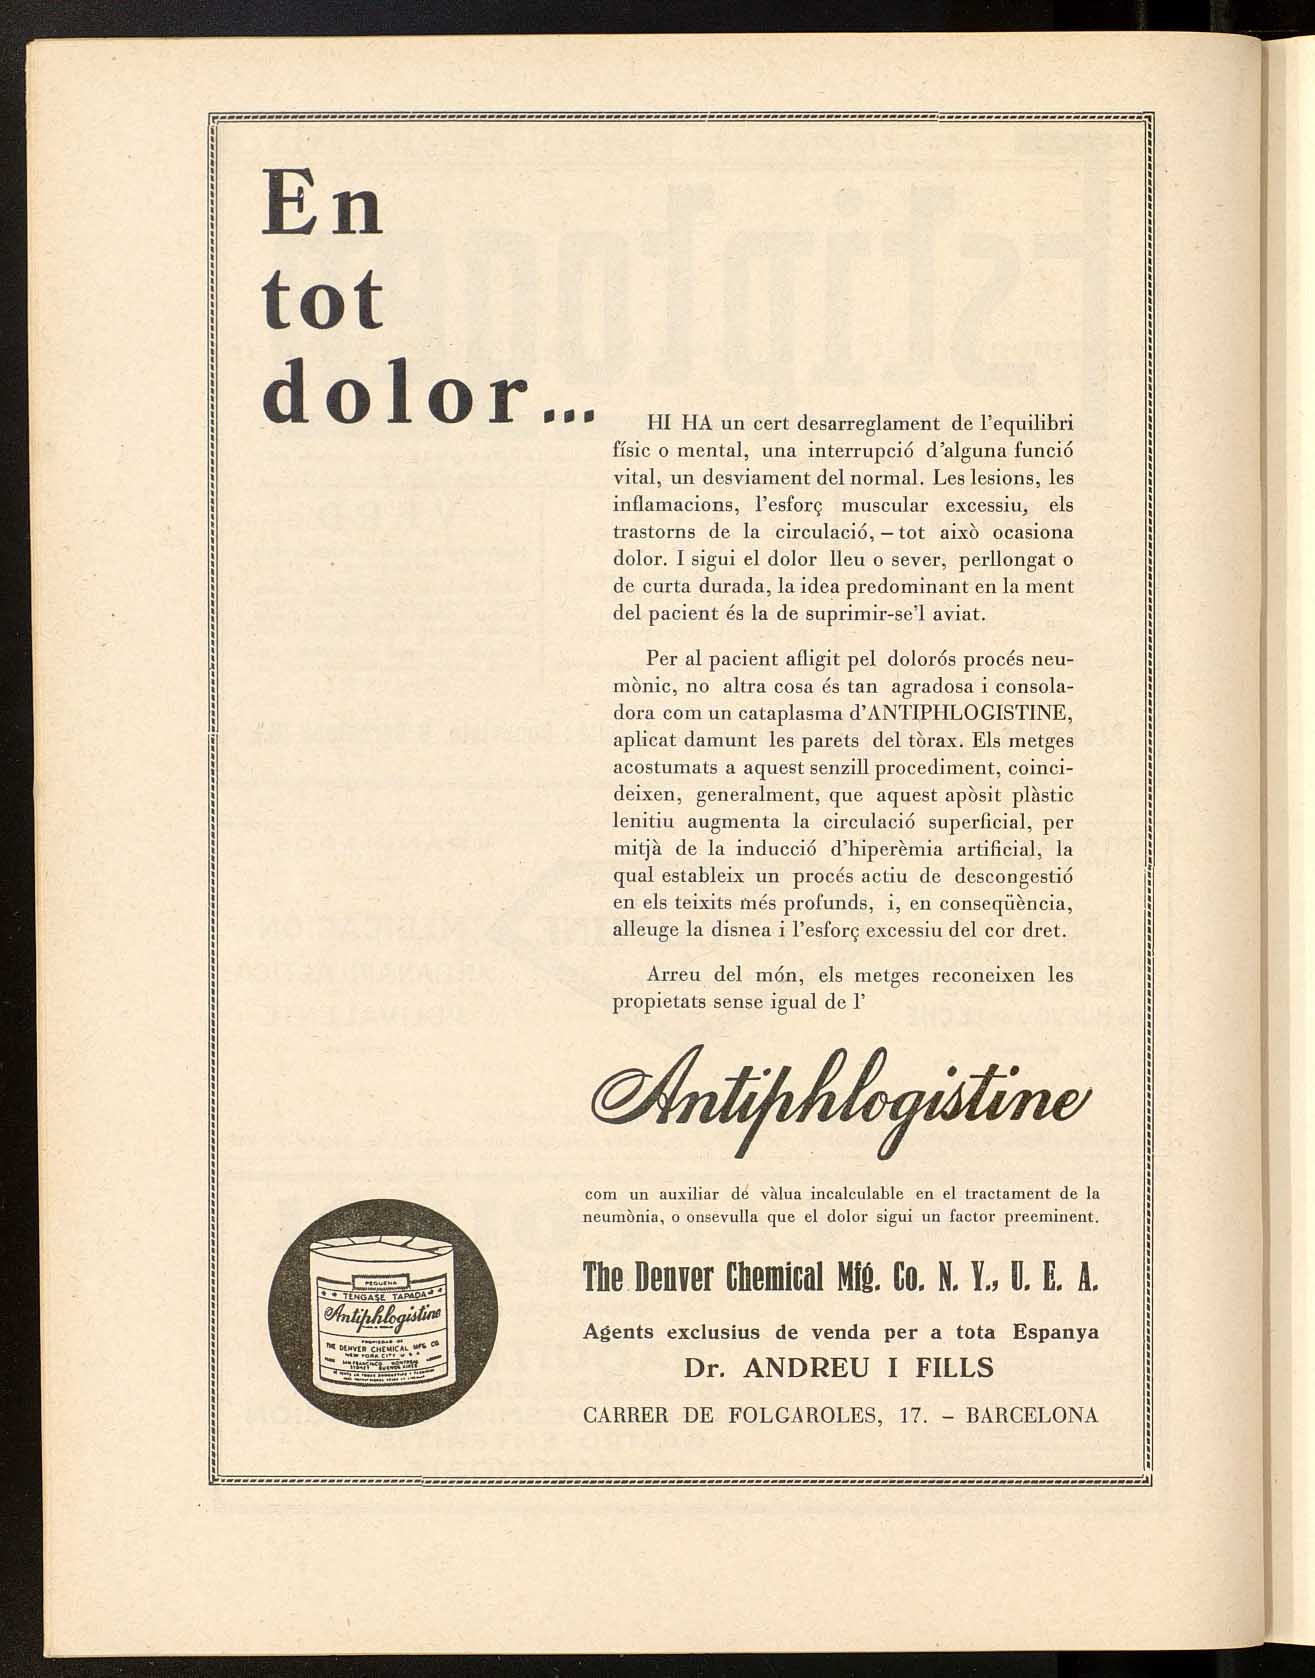 En
tot
dolor...
HI HA un cert desarreglament de l'equilibri
físic o mental, una interrupció d'alguna funció
vital, un desviament del normal. Les lesions, les
inflamacions, l'esforç muscular excessiu, els
trastorns de la circulació, – tot això ocasiona
dolor. I sigui el dolor lleu o sever, perllongat o
de curta durada, la idea predominant en la ment
del pacient és la de suprimir-se'l aviat.
Per al pacient afligit pel dolorós procés neu-
mònic, no altra cosa és tan agradosa i consola-
dora com un cataplasma d'ANTIPHLOGISTINE,
aplicat damunt les parets del tòrax. Els metges
acostumats a aquest senzill procediment, coinci-
deixen, generalment, que aquest apòsit plàstic
lenitiu augmenta la circulació superficial, per
mitjà de la inducció d'hiperèmia artificial, la
qual estableix un procés actiu de descongestió
en els teixits més profunds, i, en conseqüència,
alleuge la disnea i l'esforç excessiu del cor dret.
Arreu del món, els metges reconeixen les
propietats sense igual de l'
Antiphlogistine
com un auxiliar de vàlua incalculable en el tractament de la
neumònia, o onsevulla que el dolor sigui un factor preeminent.
The Denver Chemical Mfg. Co. N. Y., U. E. A.
Agents exclusius de venda per a tota Espanya
Dr. ANDREU I FILLS
CARRER DE FOLGAROLES, 17. – BARCELONA
PEQUEÑA
TENGASE TAPADA
Antiphlogistine
PROPIEDAD DE
THE DENVER CHEMICAL MFG. CO.
NEW YORK CITY U S A
SAN FRANCISCO MONTREAL
SYDNEY BUENOS AIRES